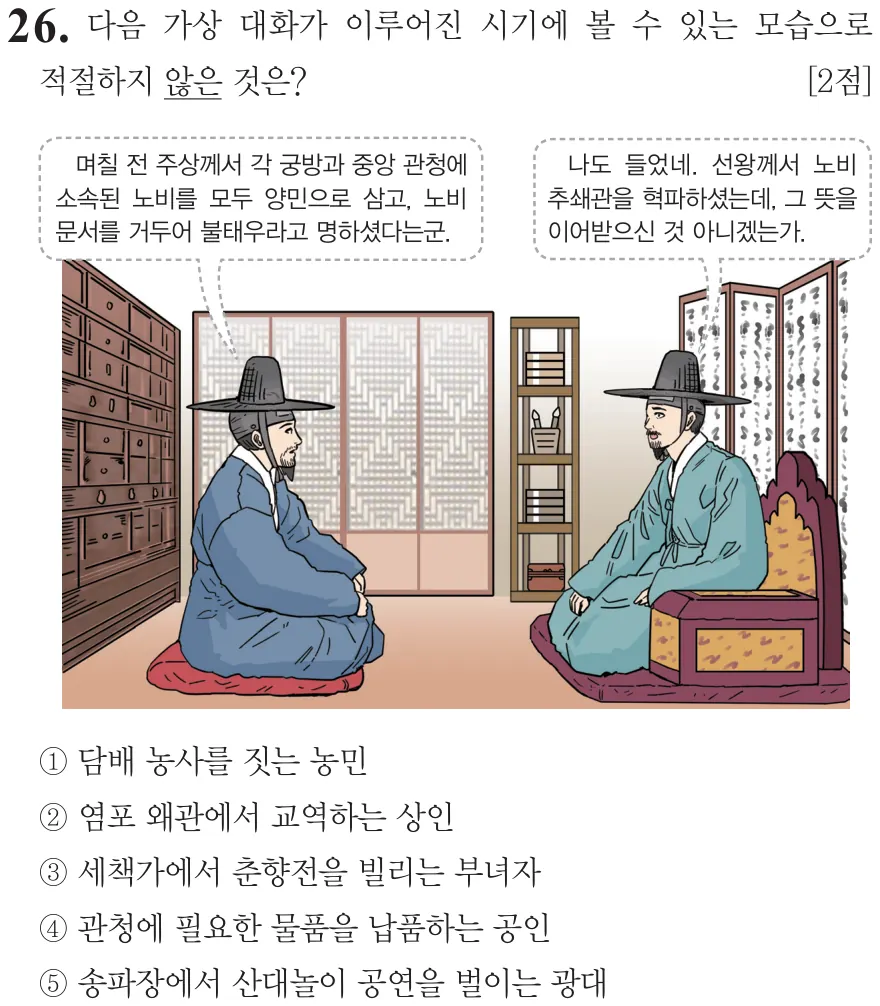 26. 다음 가상 대화가 이루어진 시기에 볼 수 있는 모습으로
적절하지 않은 것은? [2점]
며칠 전 주상께서 각 궁방과 중앙 관청에
소속된 노비를 모두 양민으로 삼고, 노비
문서를 거두어 불태우라고 명하셨다는군.
나도 들었네. 선왕께서 노비
추쇄관을 혁파하셨는데, 그 뜻을
이어받으신 것 아니겠는가.
① 담배 농사를 짓는 농민
② 염포 왜관에서 교역하는 상인
③ 세책가에서 춘향전을 빌리는 부녀자
④ 관청에 필요한 물품을 납품하는 공인
⑤ 송파장에서 산대놀이 공연을 벌이는 광대